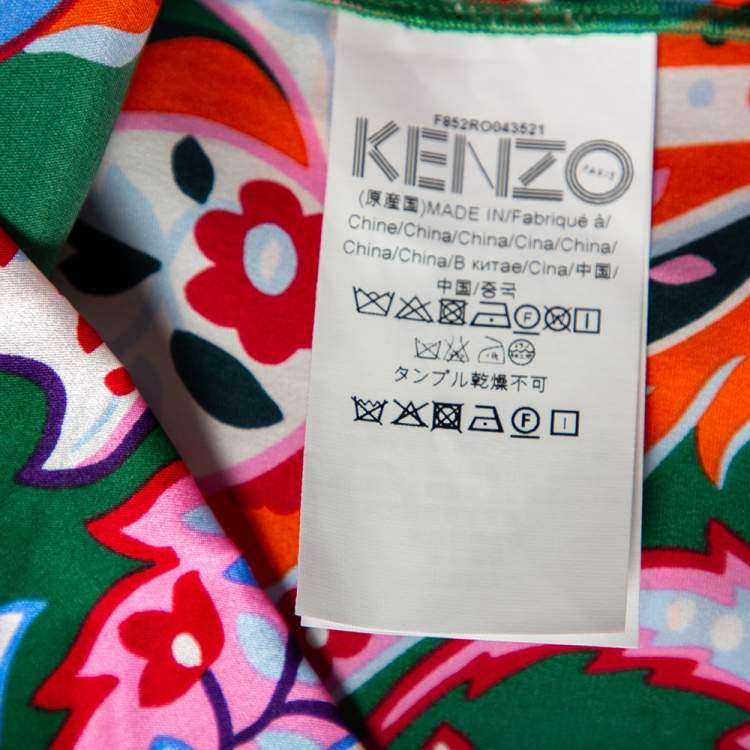 F852RO043521
KENZO
PARIS
(原産国)MADE IN/Fabriqué à/
Chine/China/China/Cina/China/
China/China/В китае/Cina/中国/
中国/중국
F
タンブル乾燥不可
F